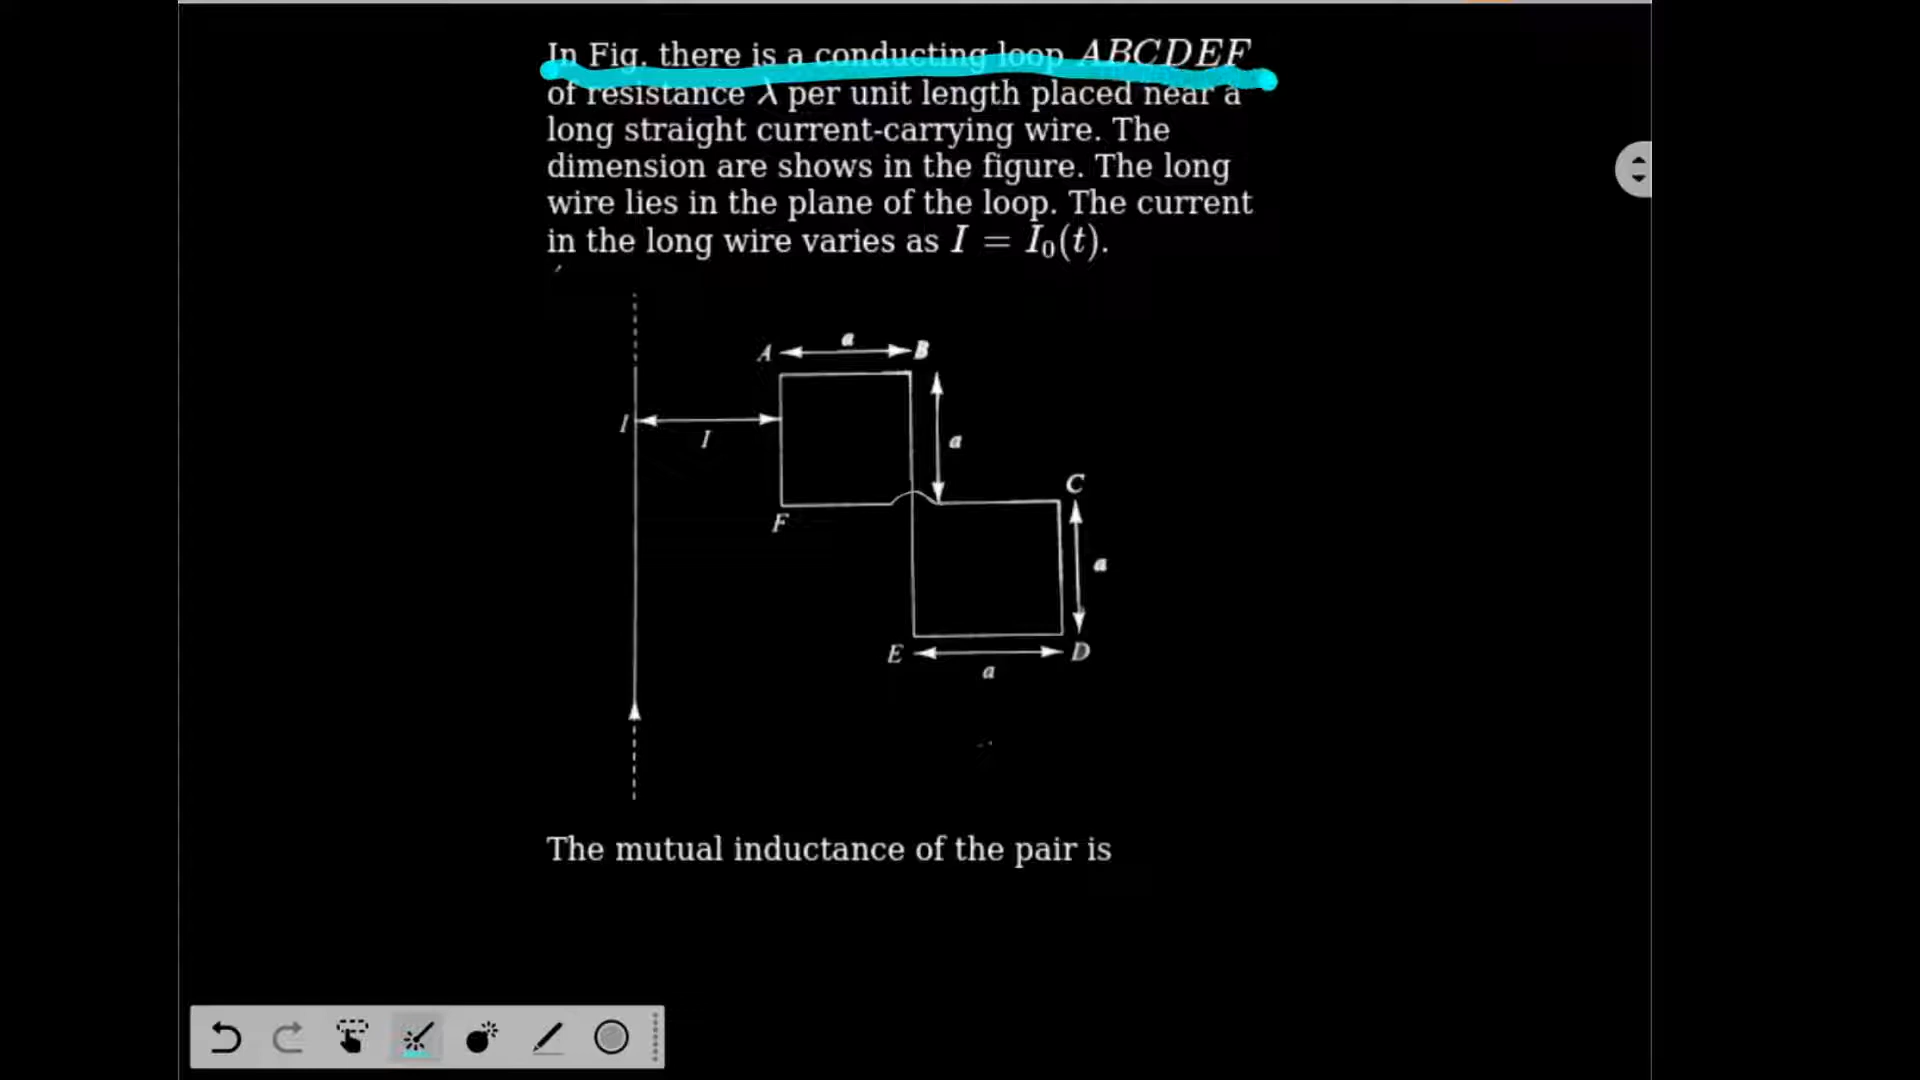 In Fig. there is a conducting loop ABCDEF
of resistance λ per unit length placed near a
long straight current-carrying wire. The
dimension are shows in the figure. The long
wire lies in the plane of the loop. The current
in the long wire varies as I = I₀(t).
a
A
B
I
l
a
C
F
a
E
D
a
The mutual inductance of the pair is